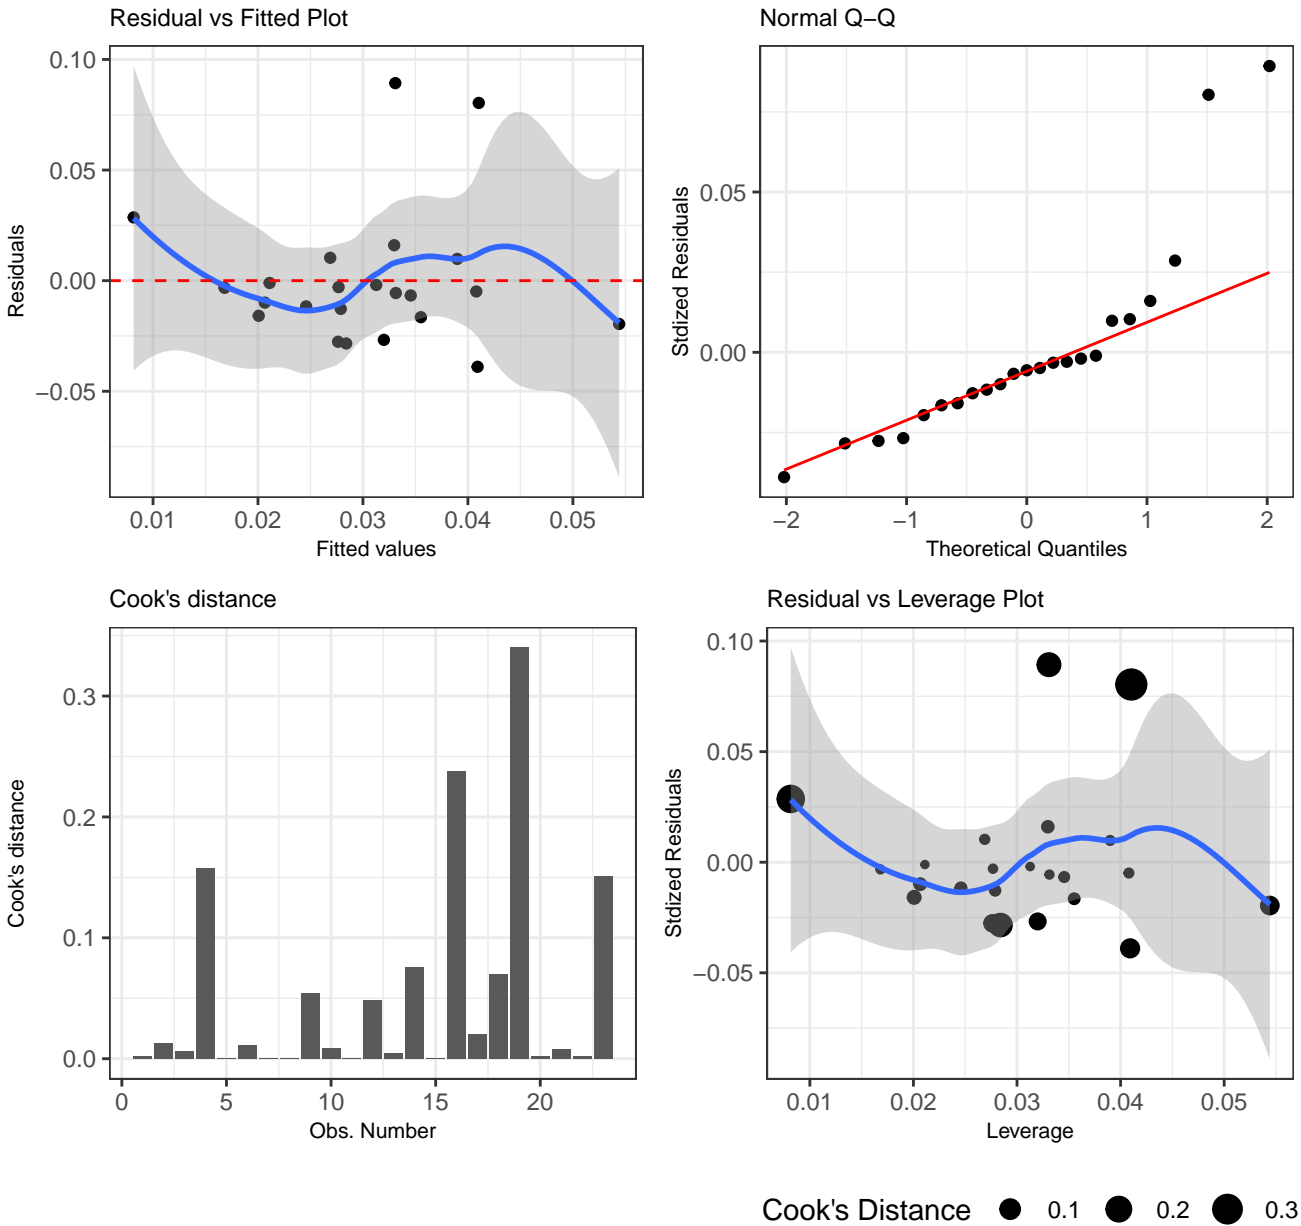 Residual vs Fitted Plot
0.10
0.05
0.00
−0.05
Residuals
0.01 0.02 0.03 0.04 0.05
Fitted values
Normal Q−Q
0.05
0.00
Stdized Residuals
−2 −1 0 1 2
Theoretical Quantiles
Cook's distance
0.3
0.2
0.1
0.0
Cook's distance
0 5 10 15 20
Obs. Number
Residual vs Leverage Plot
0.10
0.05
0.00
−0.05
Stdized Residuals
0.01 0.02 0.03 0.04 0.05
Leverage
Cook's Distance 0.1 0.2 0.3